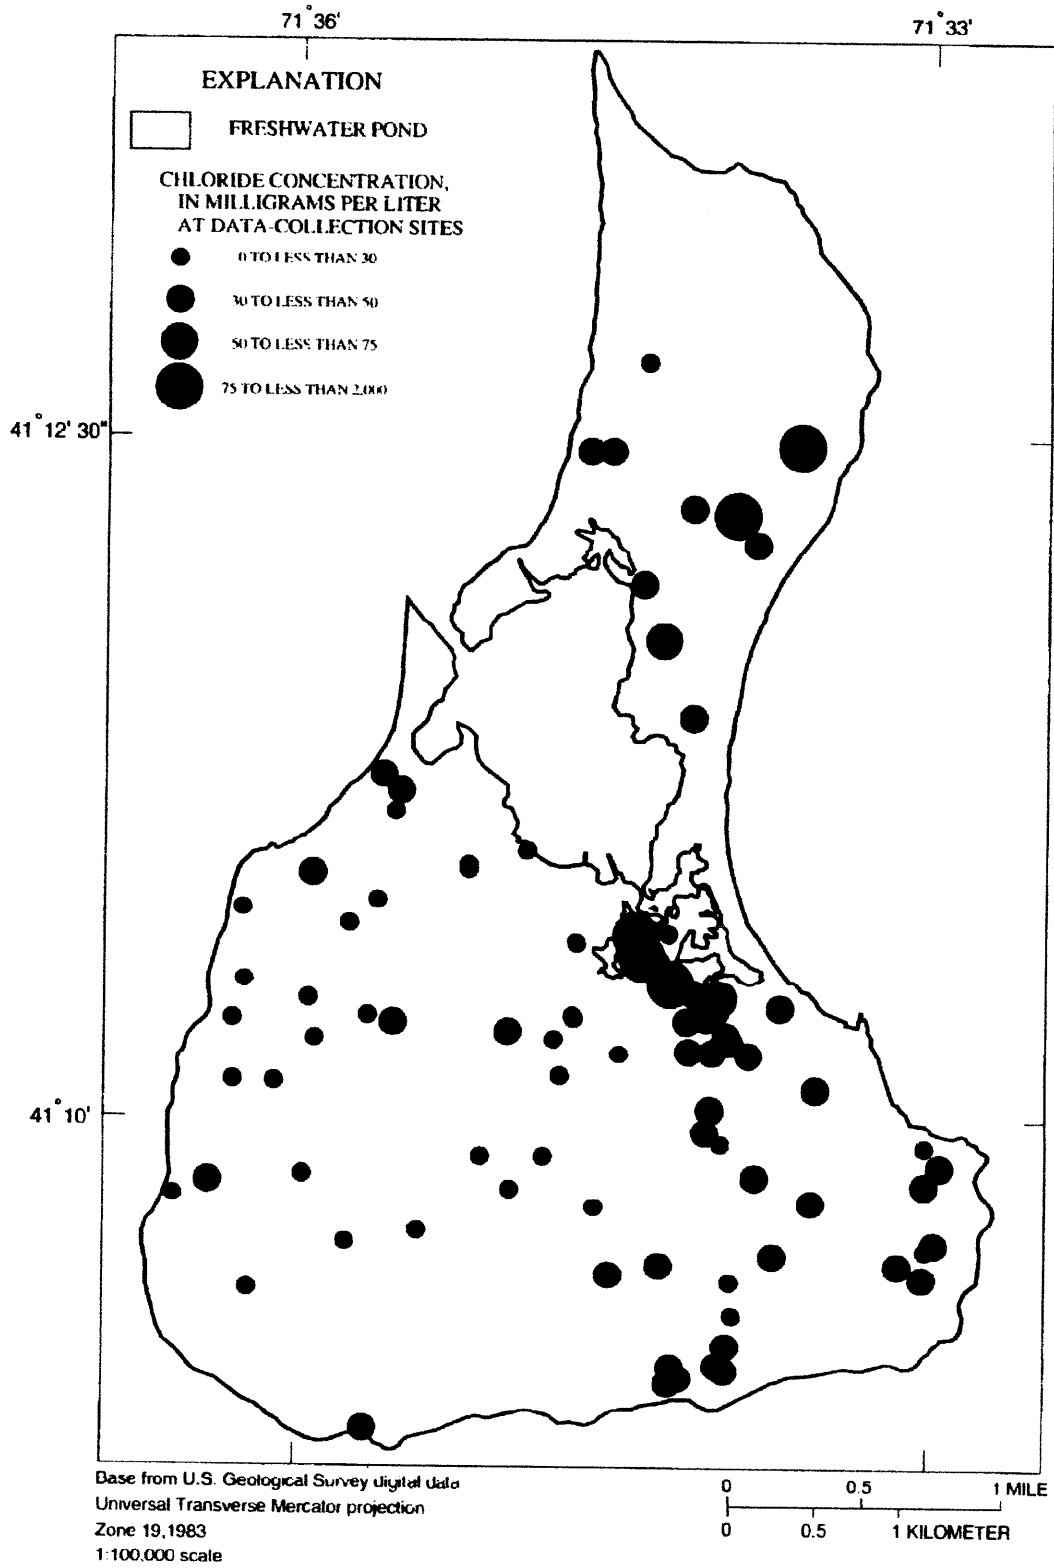 71°36'
71°33'
EXPLANATION
FRESHWATER POND
CHLORIDE CONCENTRATION,
IN MILLIGRAMS PER LITER
AT DATA-COLLECTION SITES
0 TO LESS THAN 30
30 TO LESS THAN 50
50 TO LESS THAN 75
75 TO LESS THAN 2,000
41°12'30"
41°10'
Base from U.S. Geological Survey digital data
Universal Transverse Mercator projection
Zone 19,1983
1:100,000 scale
0 0.5 1 MILE
0 0.5 1 KILOMETER